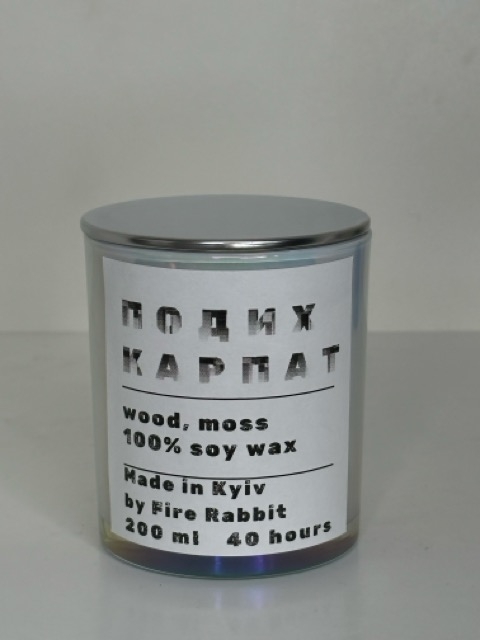 ПОДИХ
КАРПАТ
wood, moss
100% soy wax
Made in Kyiv
by Fire Rabbit
200 ml 40 hours